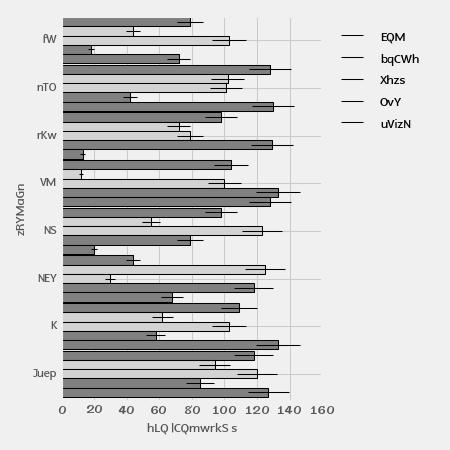 fW
nTO
rKw
VM
NS
NEY
K
Juep
zRYMaGn
0 20 40 60 80 100 120 140 160
hLQ lCQmwrkS s
EQM
bqCWh
Xhzs
OvY
uVizN